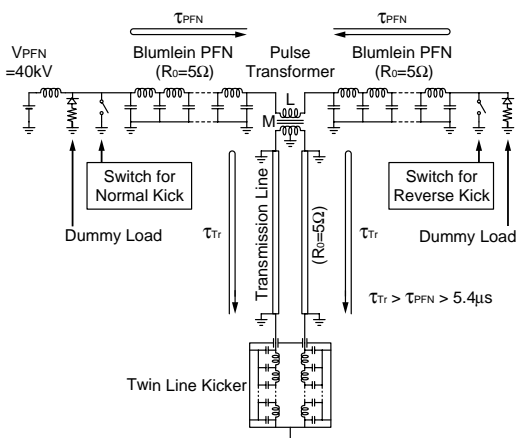 τPFN
τPFN
VPFN
=40kV
Blumlein PFN
(R0=5Ω)
Pulse
Transformer
Blumlein PFN
(R0=5Ω)
L
M
Switch for
Normal Kick
Dummy Load
Switch for
Reverse Kick
Dummy Load
τTr
Transmission Line
(R0=5Ω)
τTr
τTr > τPFN > 5.4μs
Twin Line Kicker